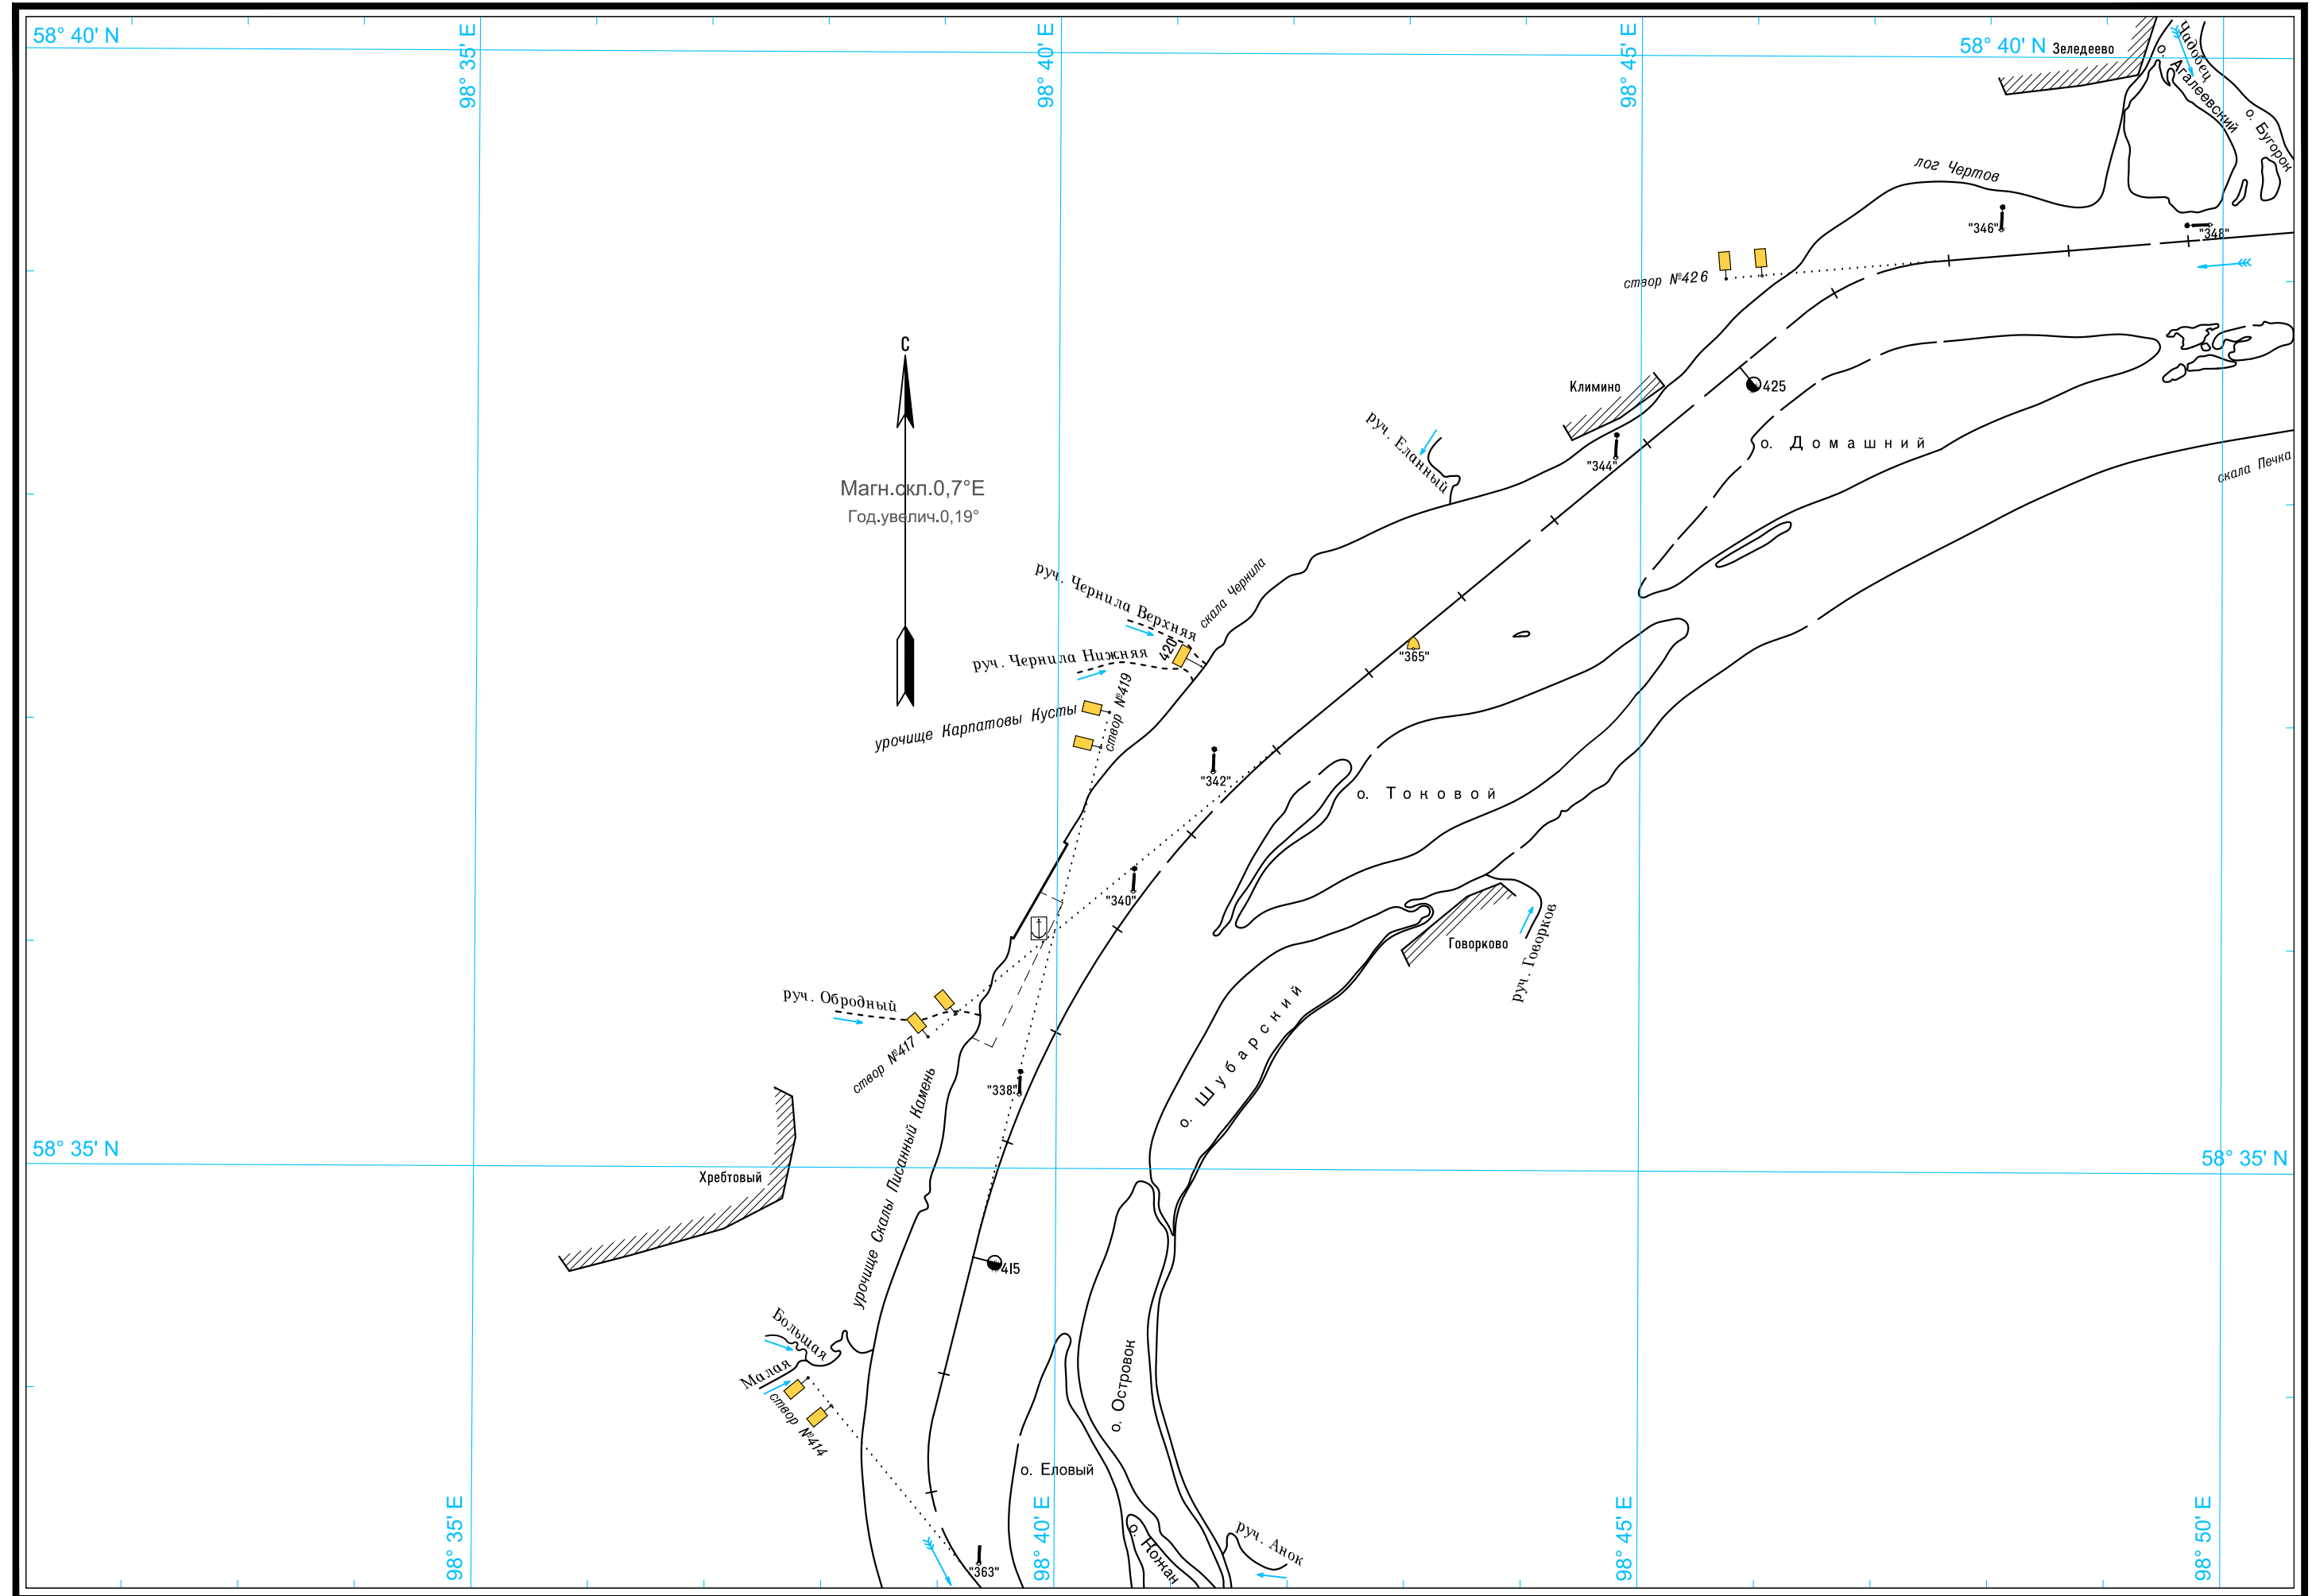 58° 40' N
98° 35' E
98° 40' E
98° 45' E
58° 40' N
Зеледеево
Чадобец
о. Агалеевский
о. Бугорок
лог Чертов
"346"
"348"
створ №426
С
Климино
425
руч. Еланный
"344"
о. Домашний
скала Печка
Магн.скл.0,7°E
Год.увелич.0,19°
руч. Чернила Верхняя
скала Чернила
420
руч. Чернила Нижняя
"365"
створ №419
урочище Карпатовы Кусты
"342"
о. Токовой
"340"
Говорково
руч. Говорков
руч. Обродный
створ №417
о. Шубарский
"338"
урочище Скалы Писанный Камень
58° 35' N
58° 35' N
Хребтовый
415
Большая
Малая
створ №414
о. Островок
о. Еловый
98° 35' E
98° 40' E
98° 45' E
98° 50' E
"363"
о. Ножан
руч. Анок